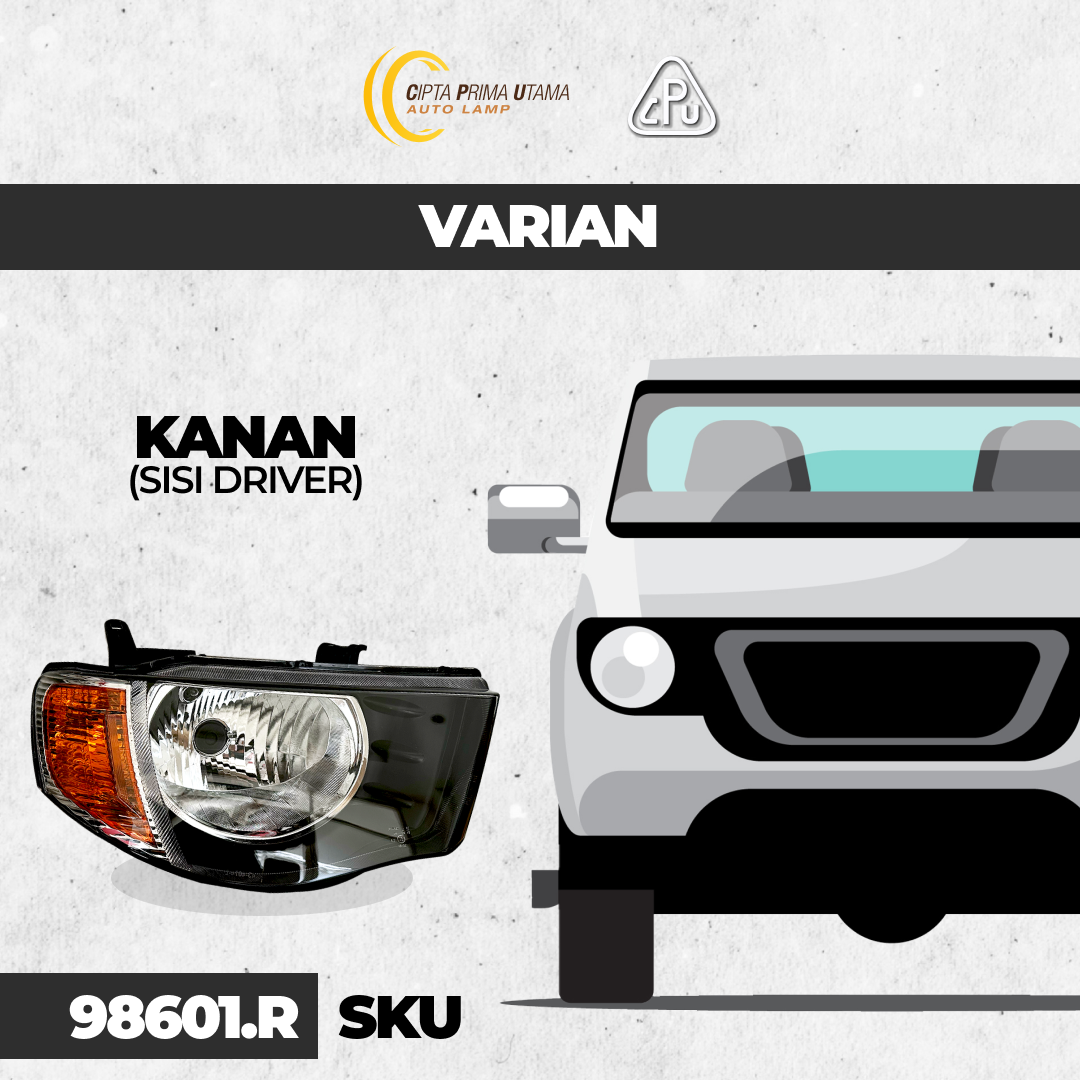 CIPTA PRIMA UTAMA
AUTO LAMP
CPU
VARIAN
KANAN
(SISI DRIVER)
98601.R SKU